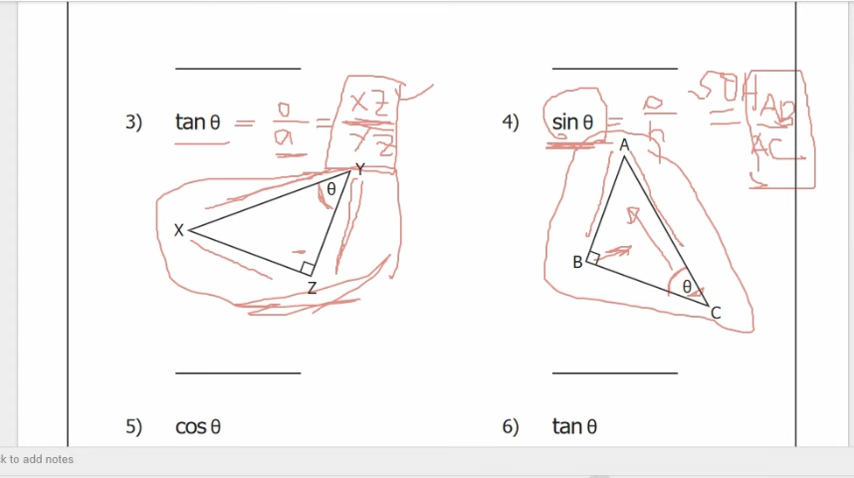 3) tan θ = o/a = XZ/YZ
4) sin θ = o/h = SOH AB/AC
Y
θ
X
Z
A
B
θ
C
5) cos θ
6) tan θ
k to add notes